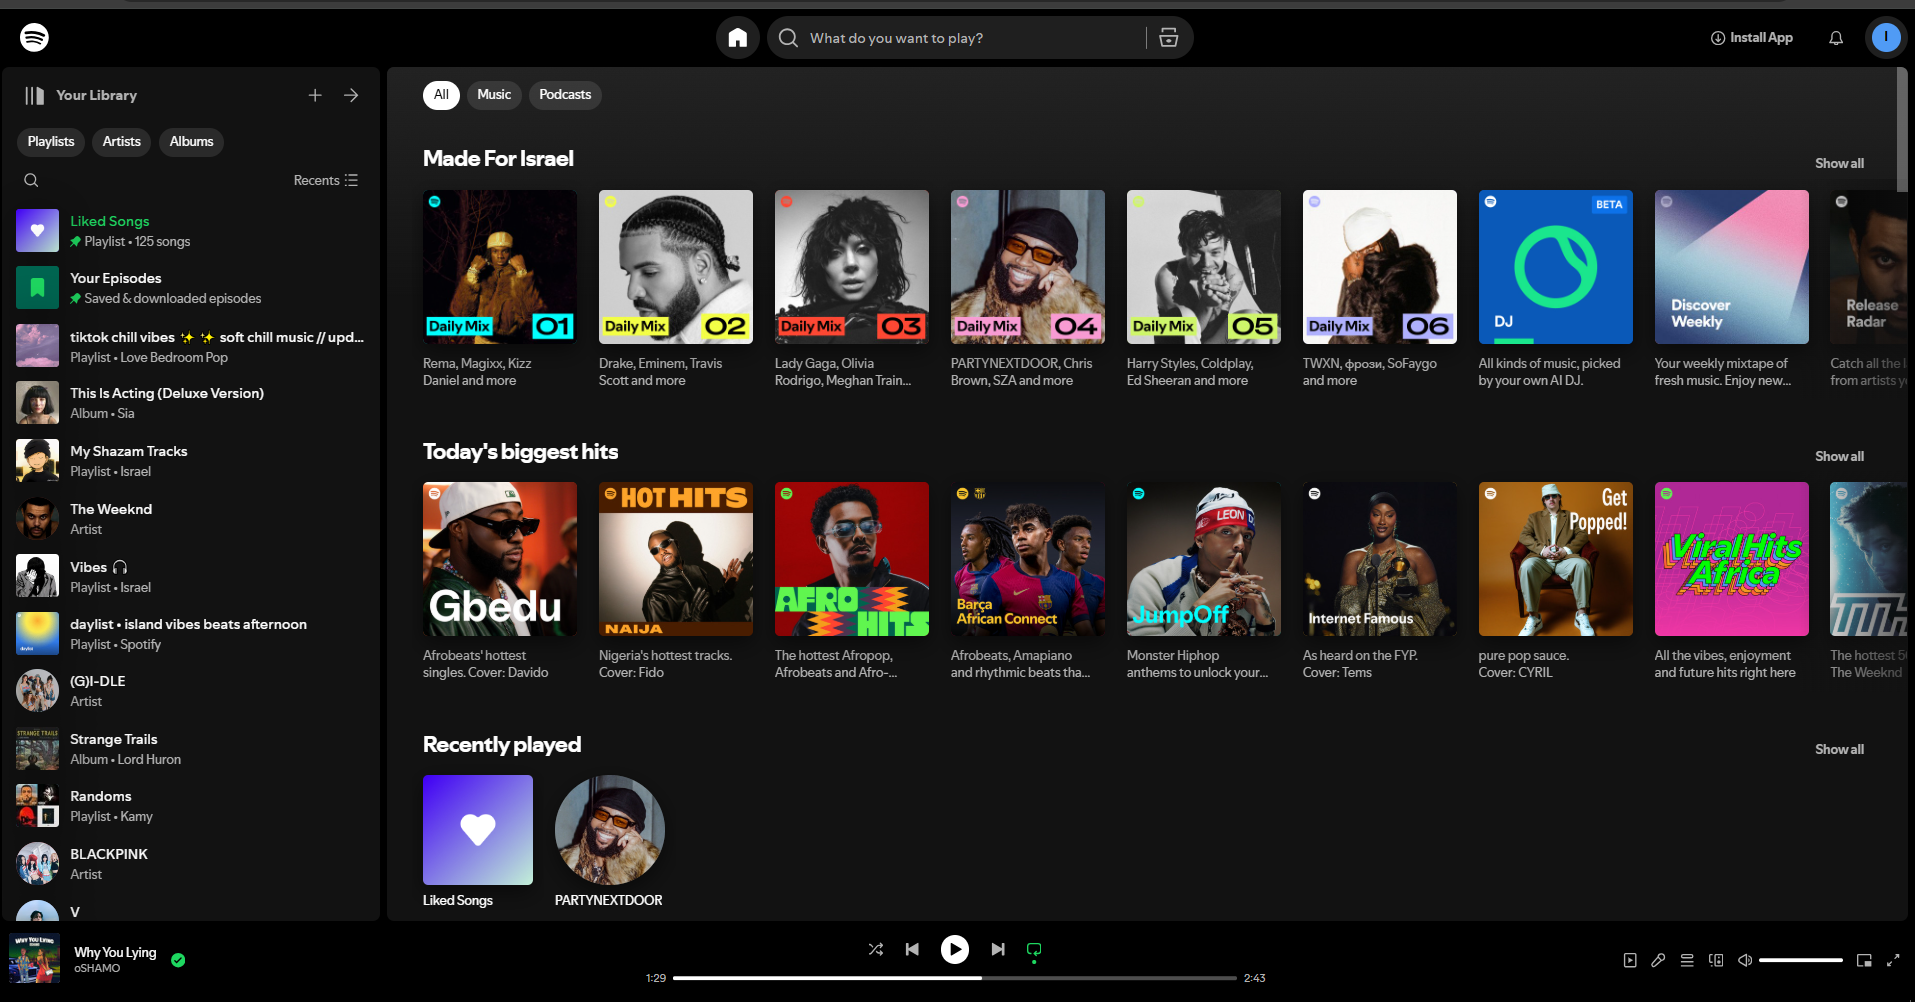 What do you want to play?
Install App
I
Your Library
Playlists
Artists
Albums
Recents
Liked Songs
Playlist • 125 songs
Your Episodes
Saved & downloaded episodes
tiktok chill vibes ✨ ✨ soft chill music // upd...
Playlist • Love Bedroom Pop
This Is Acting (Deluxe Version)
Album • Sia
My Shazam Tracks
Playlist • Israel
The Weeknd
Artist
Vibes 🎧
Playlist • Israel
daylist • island vibes beats afternoon
Playlist • Spotify
(G)I-DLE
Artist
STRANGE TRAILS
Strange Trails
Album • Lord Huron
Randoms
Playlist • Kamy
BLACKPINK
Artist
V
All
Music
Podcasts
Made For Israel
Show all
Daily Mix 01
Rema, Magixx, Kizz
Daniel and more
Daily Mix 02
Drake, Eminem, Travis
Scott and more
Daily Mix 03
Lady Gaga, Olivia
Rodrigo, Meghan Train...
Daily Mix 04
PARTYNEXTDOOR, Chris
Brown, SZA and more
Daily Mix 05
Harry Styles, Coldplay,
Ed Sheeran and more
Daily Mix 06
TWXN, фрози, SoFaygo
and more
BETA
DJ
All kinds of music, picked
by your own AI DJ.
Discover
Weekly
Your weekly mixtape of
fresh music. Enjoy new...
Release
Radar
Catch all the l
from artists y
Today's biggest hits
Show all
Gbedu
Afrobeats' hottest
singles. Cover: Davido
HOT HITS
NAIJA
Nigeria's hottest tracks.
Cover: Fido
AFRO
HITS
The hottest Afropop,
Afrobeats and Afro-...
Barça
African Connect
Afrobeats, Amapiano
and rhythmic beats tha...
LEON D
JumpOff
Monster Hiphop
anthems to unlock your...
Internet Famous
As heard on the FYP.
Cover: Tems
Get
Popped!
pure pop sauce.
Cover: CYRIL
Viral Hits
Africa
All the vibes, enjoyment
and future hits right here
TTH
The hottest 5
The Weeknd
Recently played
Show all
Liked Songs
PARTYNEXTDOOR
WHY YOU LYING
Why You Lying
oSHAMO
1:29
2:43